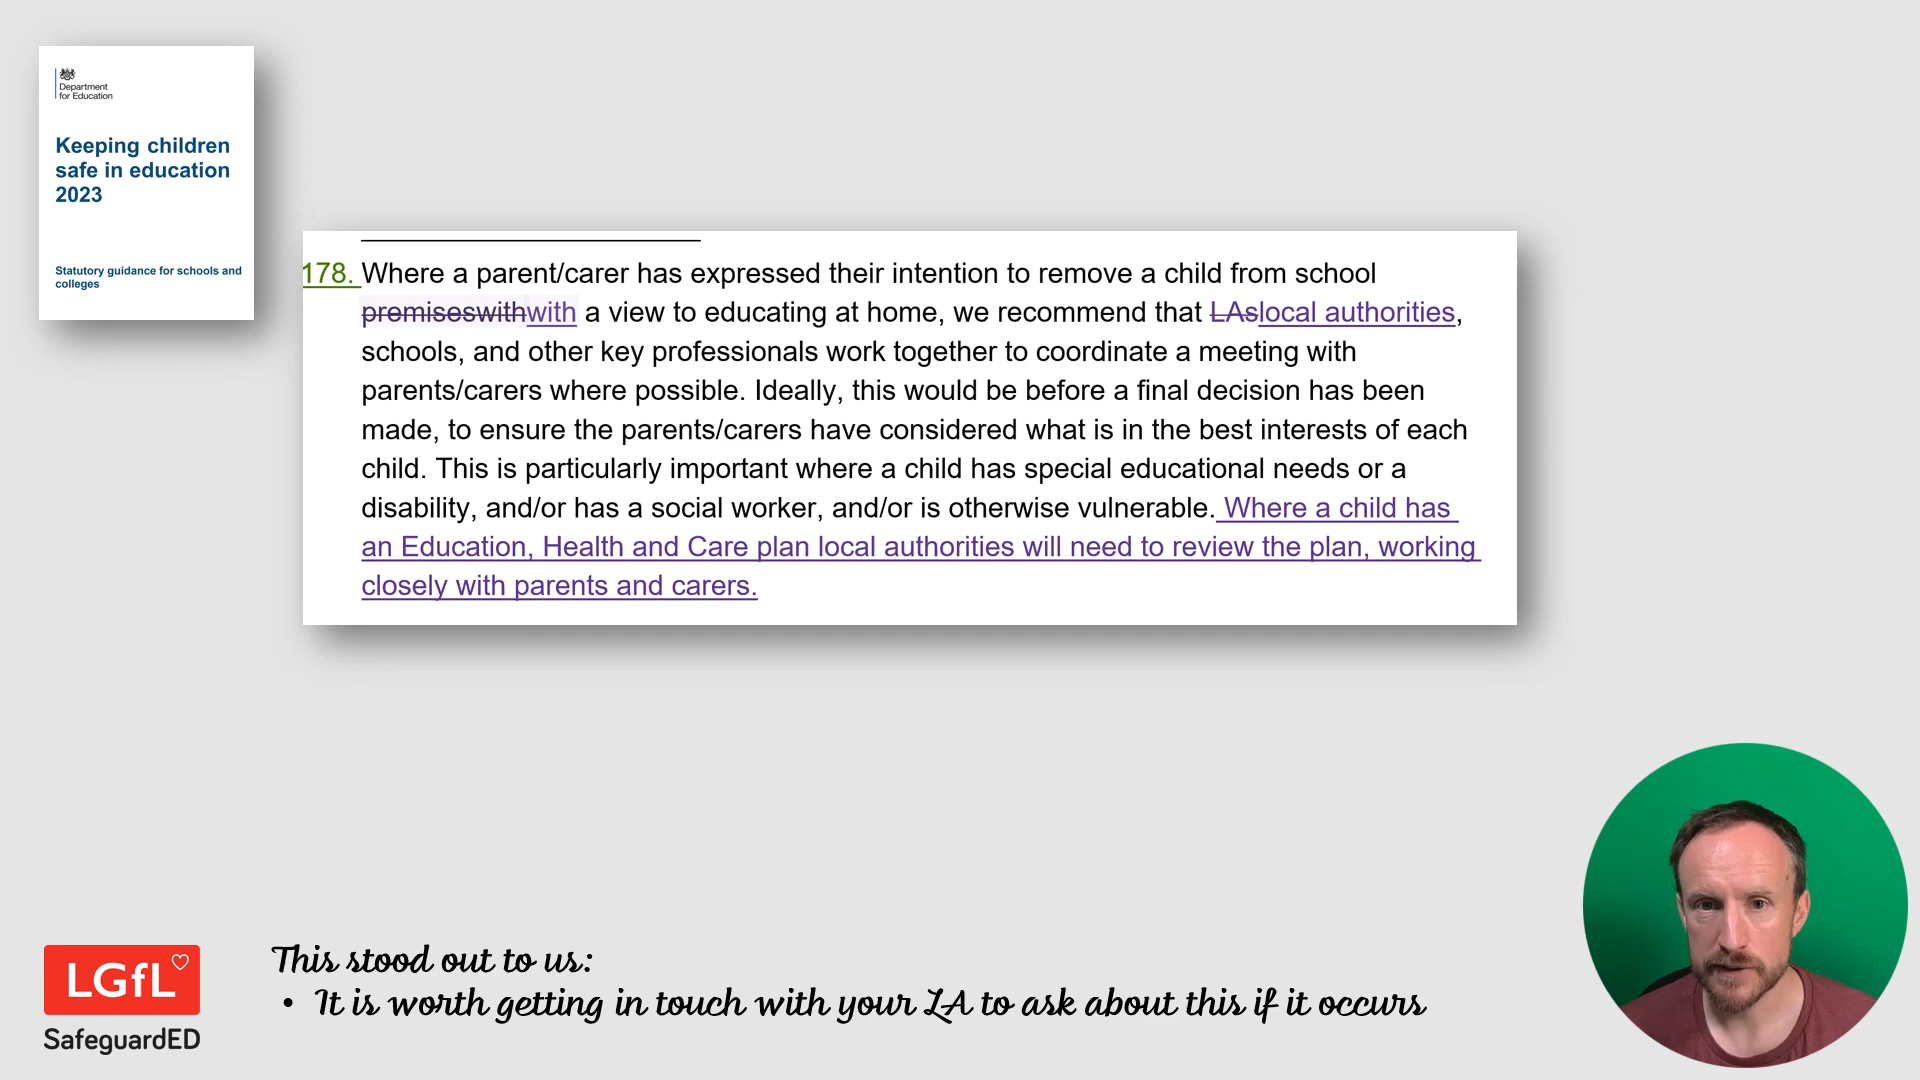 Department
for Education
Keeping children
safe in education
2023
Statutory guidance for schools and
colleges
178. Where a parent/carer has expressed their intention to remove a child from school
premiseswithwith a view to educating at home, we recommend that LAslocal authorities,
schools, and other key professionals work together to coordinate a meeting with
parents/carers where possible. Ideally, this would be before a final decision has been
made, to ensure the parents/carers have considered what is in the best interests of each
child. This is particularly important where a child has special educational needs or a
disability, and/or has a social worker, and/or is otherwise vulnerable. Where a child has
an Education, Health and Care plan local authorities will need to review the plan, working
closely with parents and carers.
LGfL
SafeguardED
This stood out to us:
• It is worth getting in touch with your LA to ask about this if it occurs